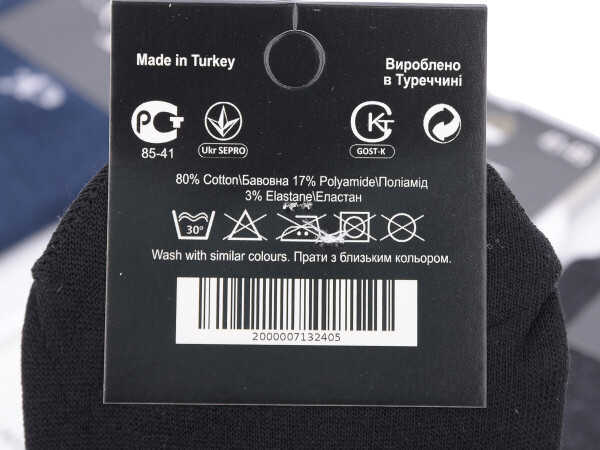 Made in Turkey
Вироблено
в Туреччині
РСТ
85-41
Ukr SEPRO
GOST-K
80% Cotton\Бавовна 17% Polyamide\Поліамід
3% Elastane\Еластан
30°
Wash with similar colours. Прати з близьким кольором.
2000007132405